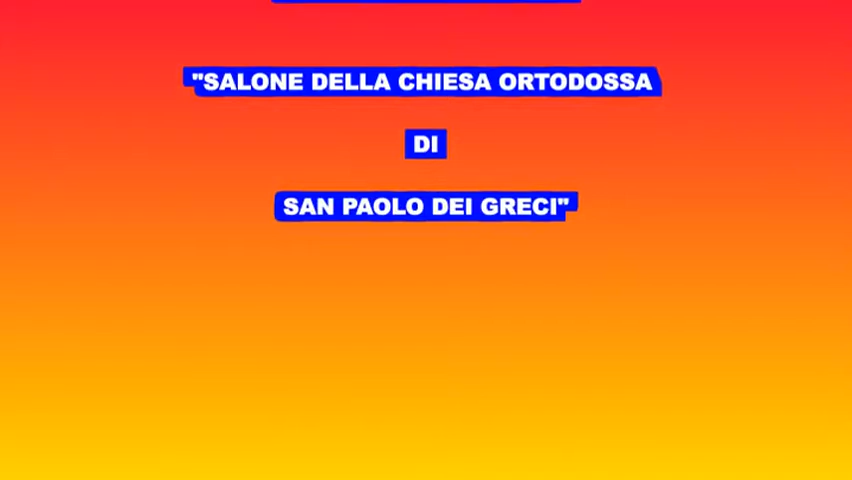 "SALONE DELLA CHIESA ORTODOSSA
DI
SAN PAOLO DEI GRECI"